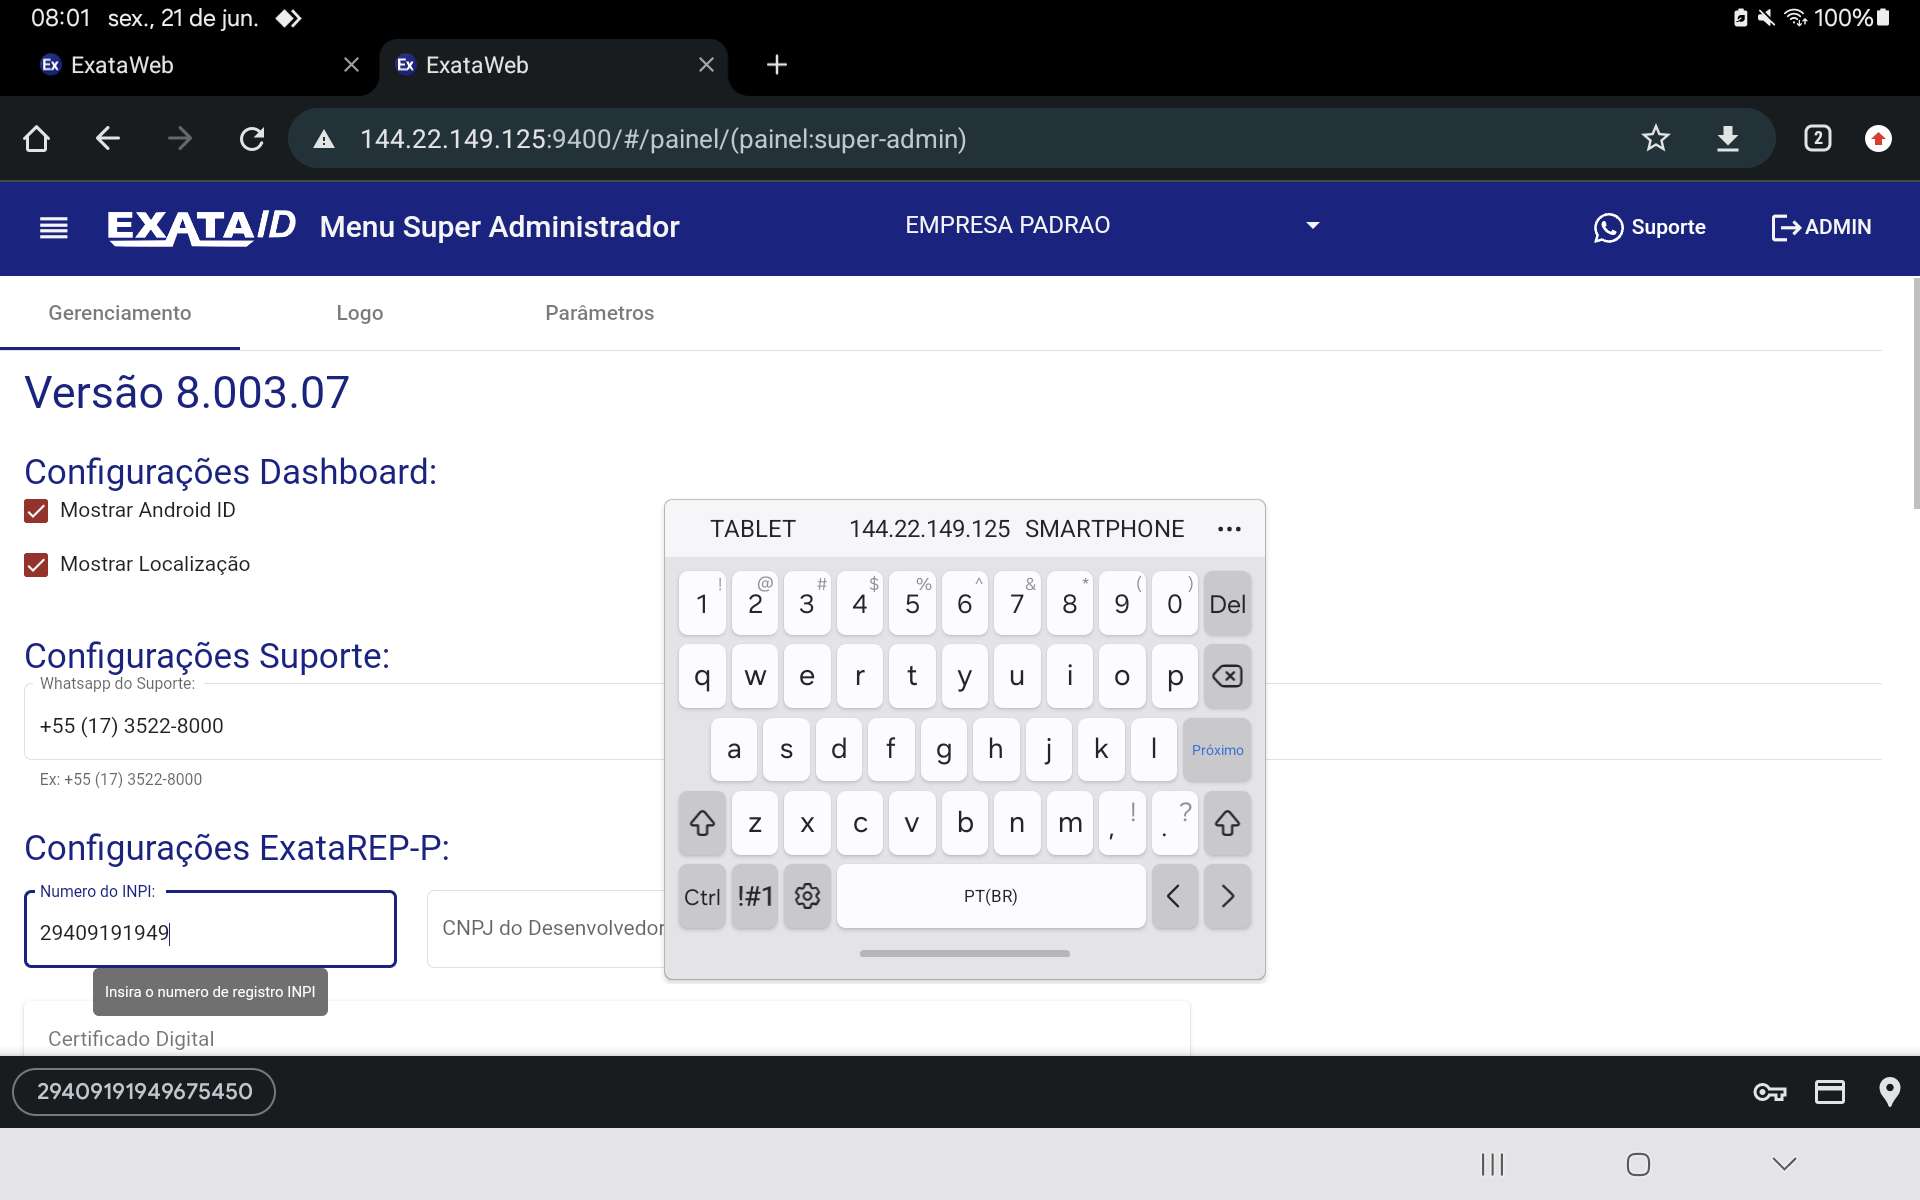 08:01 sex., 21 de jun. 100%
Ex ExataWeb
Ex ExataWeb
144.22.149.125:9400/#/painel/(painel:super-admin)
2
EXATA/ID Menu Super Administrador EMPRESA PADRAO Suporte ADMIN
Gerenciamento Logo Parâmetros
Versão 8.003.07
Configurações Dashboard:
Mostrar Android ID
Mostrar Localização
Configurações Suporte:
Whatsapp do Suporte:
+55 (17) 3522-8000
Ex: +55 (17) 3522-8000
Configurações ExataREP-P:
Numero do INPI:
29409191949
CNPJ do Desenvolvedor
Insira o numero de registro INPI
Certificado Digital
TABLET 144.22.149.125 SMARTPHONE ...
! @ # $ % ^ & * ( )
1 2 3 4 5 6 7 8 9 0 Del
q w e r t y u i o p
a s d f g h j k l Próximo
z x c v b n m , ! . ?
Ctrl !#1 PT(BR) < >
29409191949675450